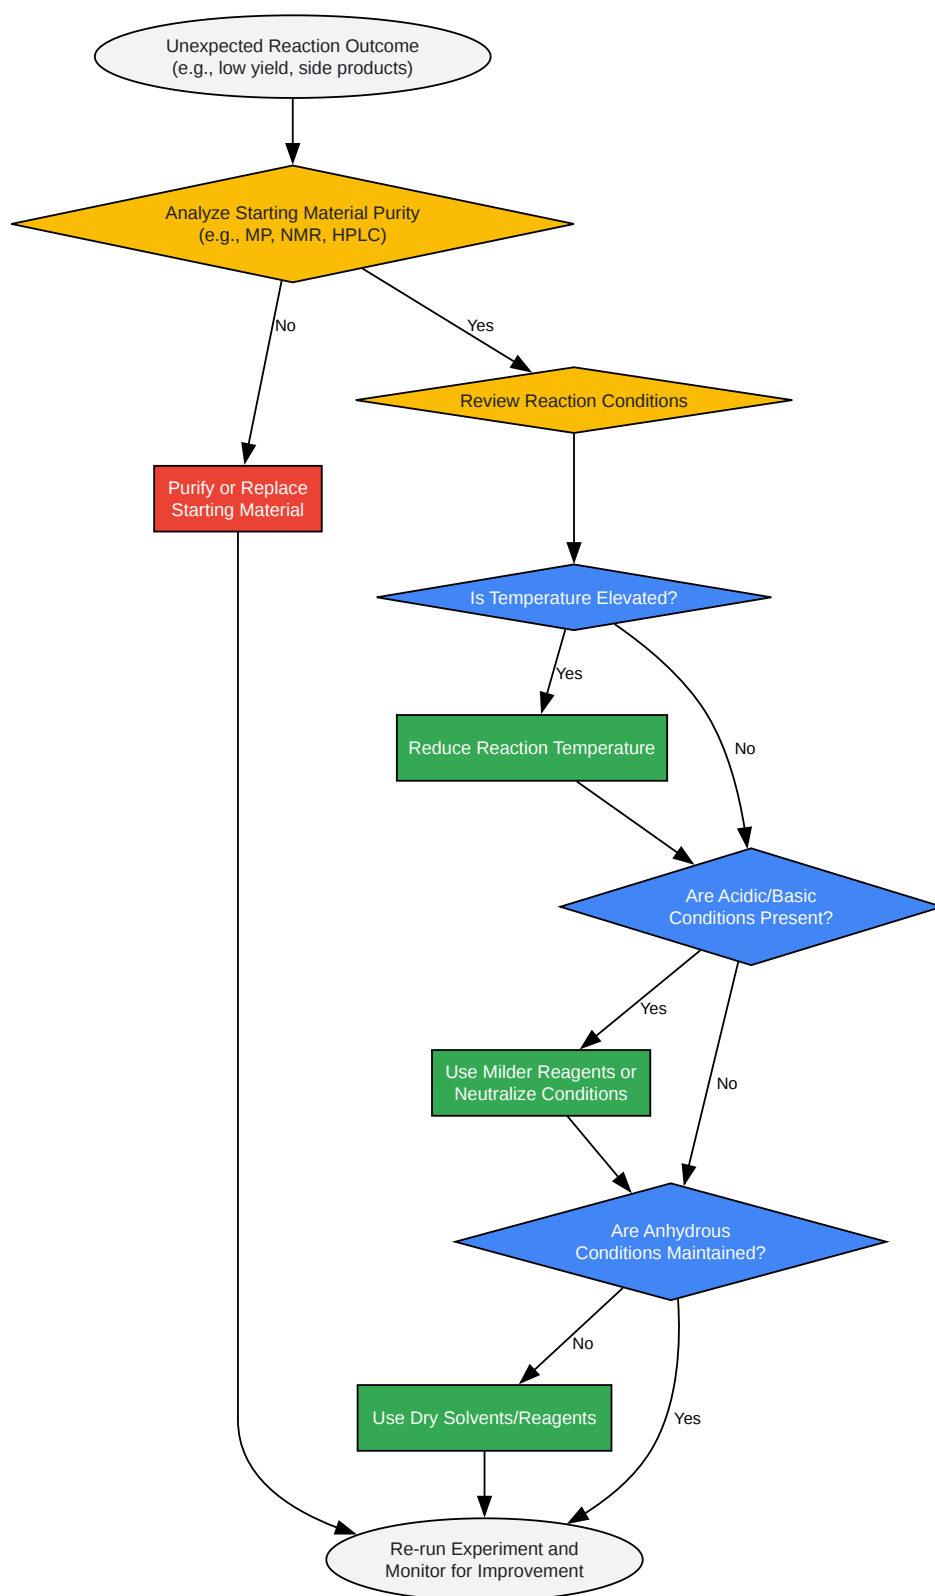 Unexpected Reaction Outcome
(e.g., low yield, side products)
Analyze Starting Material Purity
(e.g., MP, NMR, HPLC)
No
Yes
Review Reaction Conditions
Purify or Replace
Starting Material
Is Temperature Elevated?
Yes
Reduce Reaction Temperature
No
Are Acidic/Basic
Conditions Present?
Yes
Use Milder Reagents or
Neutralize Conditions
No
Are Anhydrous
Conditions Maintained?
No
Use Dry Solvents/Reagents
Yes
Re-run Experiment and
Monitor for Improvement